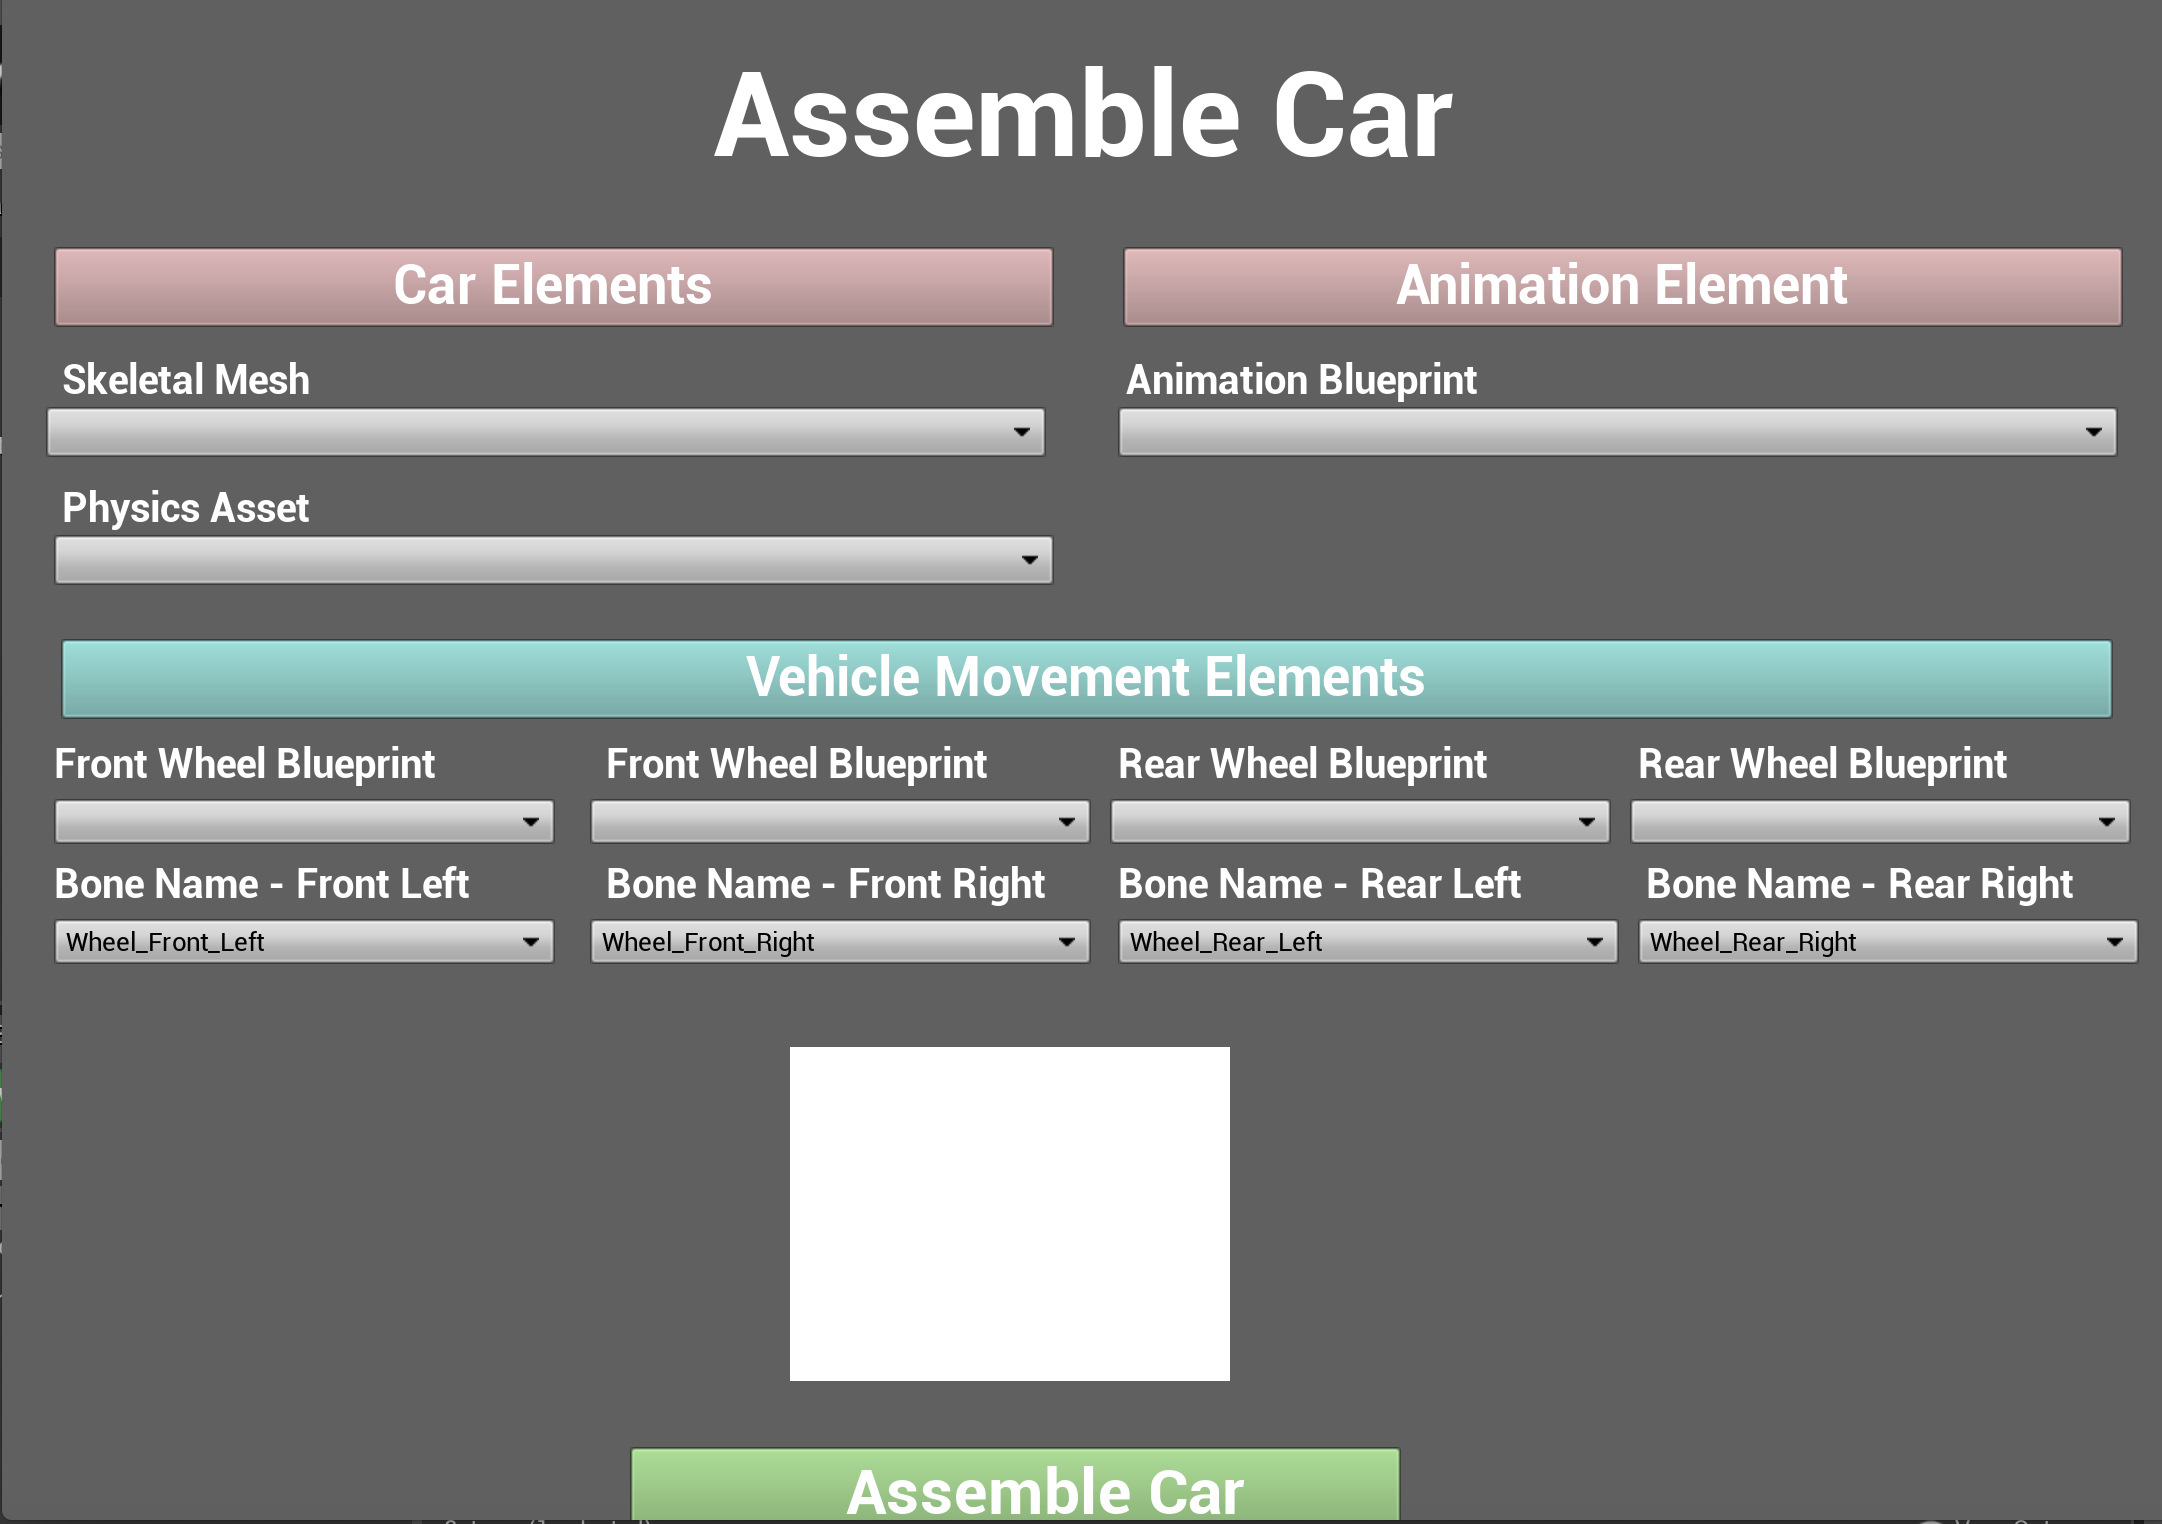 Assemble Car
Car Elements
Animation Element
Skeletal Mesh
Animation Blueprint
Physics Asset
Vehicle Movement Elements
Front Wheel Blueprint
Front Wheel Blueprint
Rear Wheel Blueprint
Rear Wheel Blueprint
Bone Name - Front Left
Bone Name - Front Right
Bone Name - Rear Left
Bone Name - Rear Right
Wheel_Front_Left
Wheel_Front_Right
Wheel_Rear_Left
Wheel_Rear_Right
Assemble Car